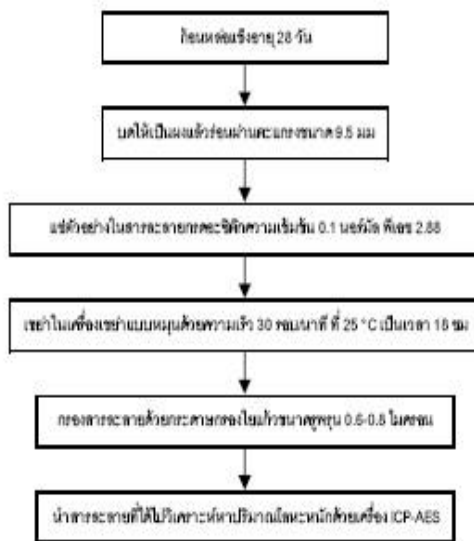 ก้อนหล่อแข็งอายุ 28 วัน
บดให้เป็นผงแล้วร่อนผ่านตะแกรงขนาด 9.5 มม
แช่ตัวอย่างในสารละลายกรดอะซิติกความเข้มข้น 0.1 นอร์มัล พีเอช 2.88
เขย่าในเครื่องเขย่าแบบหมุนด้วยความเร็ว 30 รอบ/นาที ที่ 25 °C เป็นเวลา 18 ชม
กรองสารละลายด้วยกระดาษกรองใยแก้วขนาดรูพรุน 0.6-0.8 ไมครอน
นำสารละลายที่ได้ไปวิเคราะห์หาปริมาณโลหะหนักด้วยเครื่อง ICP-AES